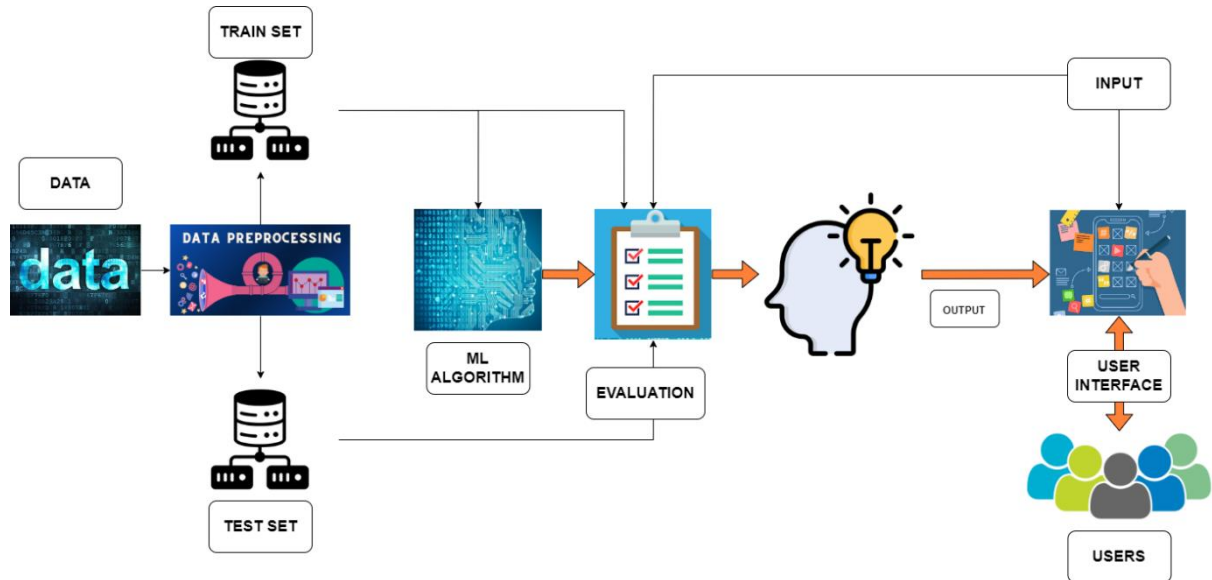 TRAIN SET
INPUT
DATA
data
DATA PREPROCESSING
ML
ALGORITHM
EVALUATION
OUTPUT
USER
INTERFACE
TEST SET
USERS